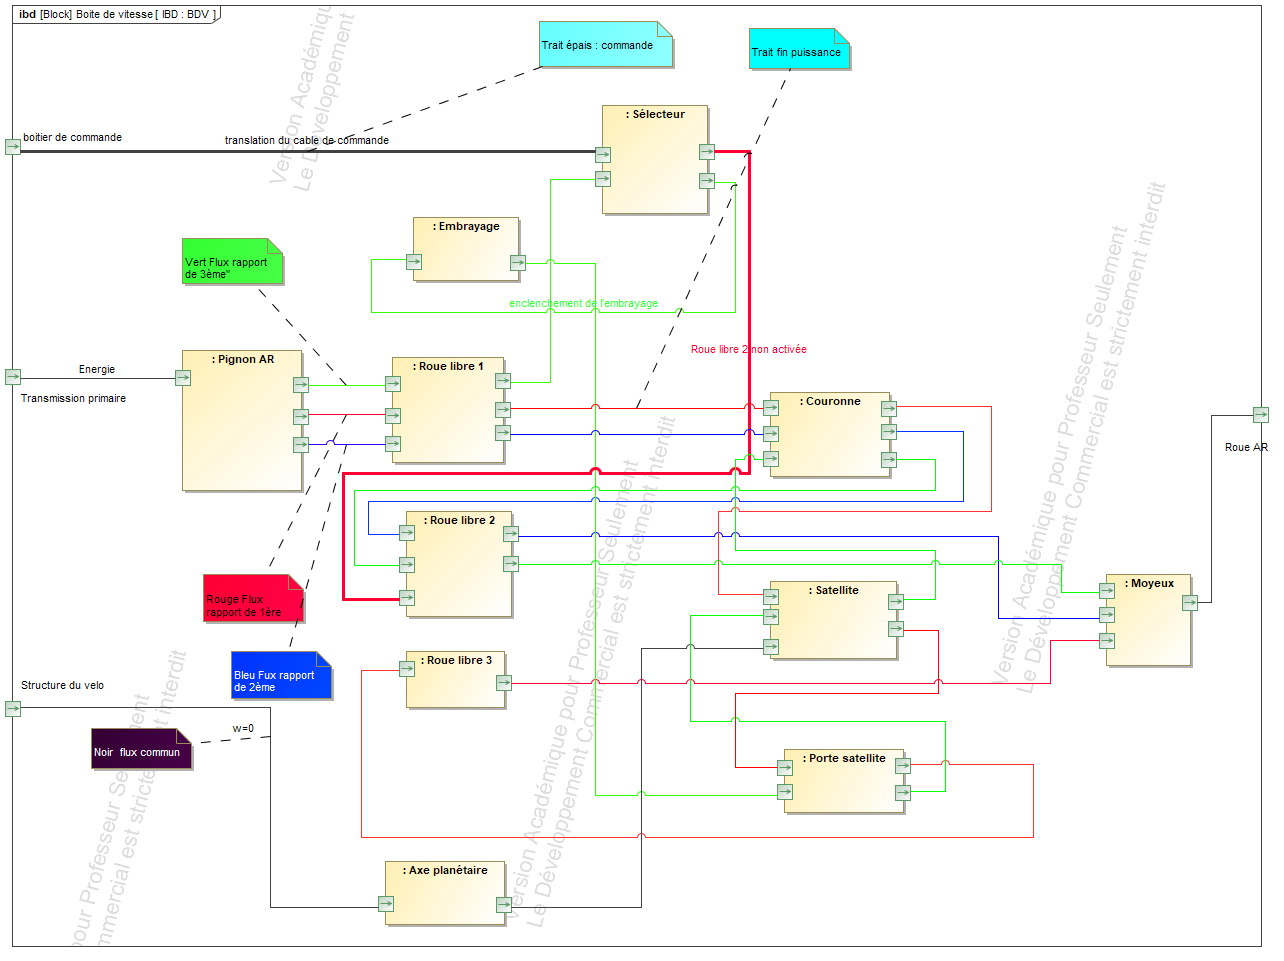 ibd [Block] Boite de vitesse [ IBD : BDV ]
Trait épais : commande
Trait fin puissance
: Sélecteur
boitier de commande
translation du cable de commande
: Embrayage
Vert Flux rapport
de 3ème"
enclenchement de l'embrayage
Roue libre 2 non activée
: Pignon AR
: Roue libre 1
Energie
Transmission primaire
: Couronne
Roue AR
: Roue libre 2
Rouge Flux
rapport de 1ère
: Satellite
: Moyeux
Bleu Fux rapport
de 2ème
: Roue libre 3
Structure du velo
w=0
Noir flux commun
: Porte satellite
: Axe planétaire
Version Académiqu
Le Développement
Version Académique pour Professeur Seulement
Le Développement Commercial est strictement interdit
Version Académique pour Professeur Seulement
Le Développement Commercial est strictement interdit
pour Professeur Seulement
mmercial est strictement interdit